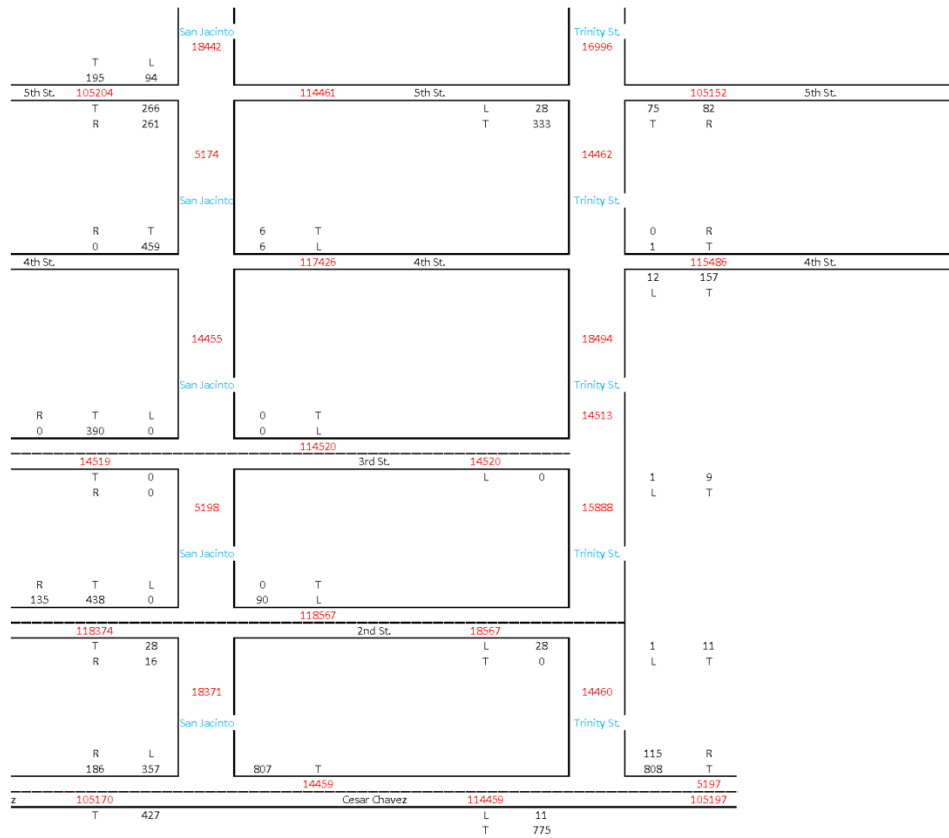 San Jacinto Trinity St.
18442 16996
T L
195 94
5th St. 105204 114461 5th St. 105152 5th St.
T 266 L 28 75 82
R 261 T 333 T R
5174 14462
San Jacinto Trinity St.
R T 6 T 0 R
0 459 6 L 1 T
4th St. 117426 4th St. 115486 4th St.
12 157
L T
14455 18494
San Jacinto Trinity St.
R T L 0 T 14513
0 390 0 0 L
114520
14519 3rd St. 14520
T 0 L 0 1 9
R 0 L T
5198 15888
San Jacinto Trinity St.
R T L 0 T
135 438 0 90 L
118567
118374 2nd St. 18567
T 28 L 28 1 11
R 16 T 0 L T
18371 14460
San Jacinto Trinity St.
R L 115 R
186 357 807 T 808 T
14459 5197
z 105170 Cesar Chavez 114459 105197
T 427 L 11
T 775